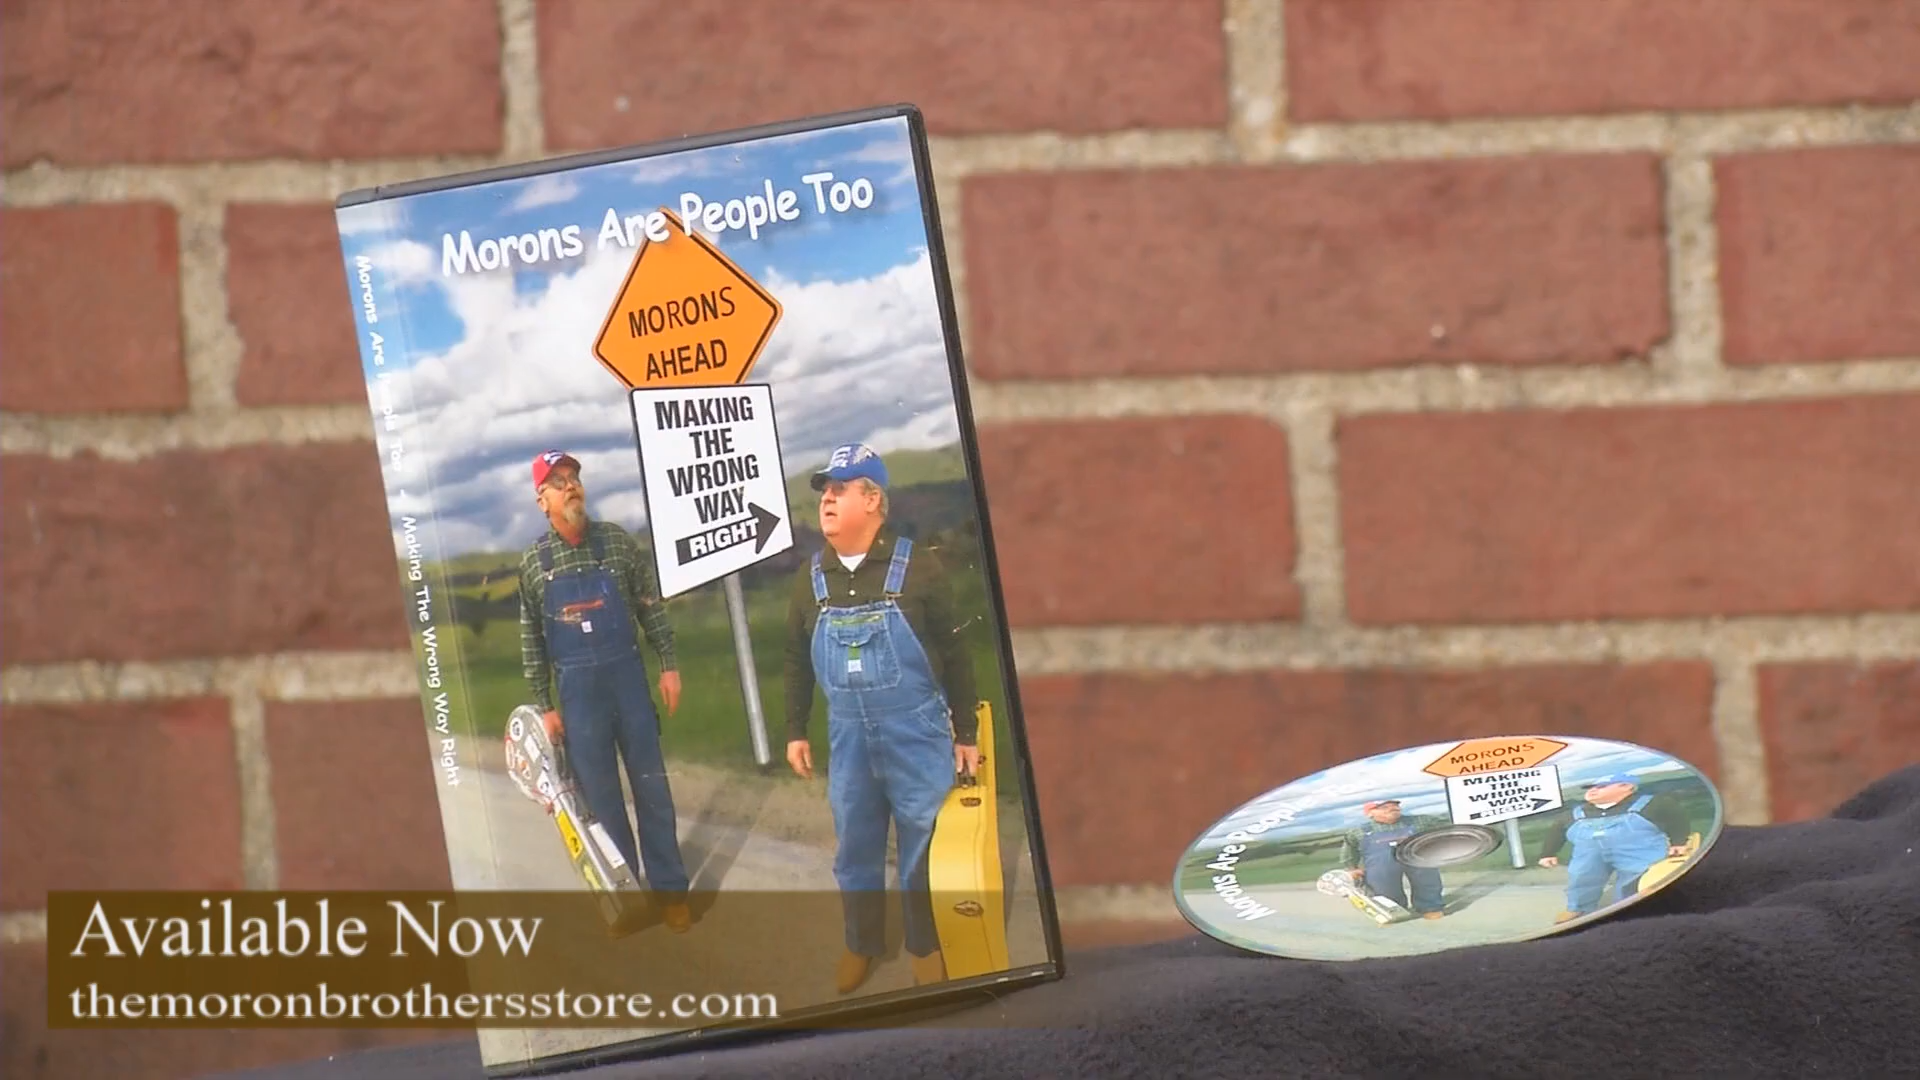 Morons Are People Too
MORONS
AHEAD
MAKING
THE
WRONG
WAY
RIGHT
Morons Are People Too - Making The Wrong Way Right
Morons Are People
MORONS
AHEAD
MAKING
THE
WRONG
WAY
RIGHT
Available Now
themoronbrothersstore.com